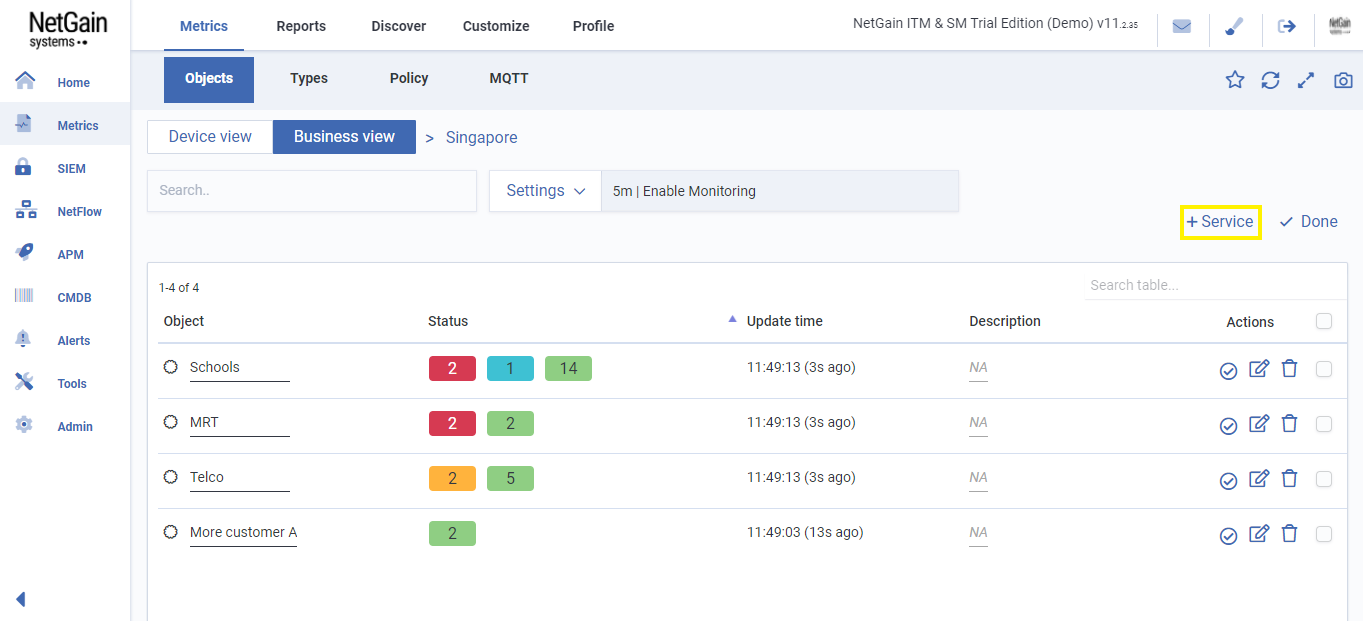 NetGain
systems
Metrics Reports Discover Customize Profile
NetGain ITM & SM Trial Edition (Demo) v11.2.35
NetGain
systems
Home
Metrics
SIEM
NetFlow
APM
CMDB
Alerts
Tools
Admin
Objects Types Policy MQTT
Device view Business view > Singapore
Search.. Settings 5m | Enable Monitoring
+ Service Done
1-4 of 4 Search table...
Object Status Update time Description Actions
Schools 2 1 14 11:49:13 (3s ago) NA
MRT 2 2 11:49:13 (3s ago) NA
Telco 2 5 11:49:13 (3s ago) NA
More customer A 2 11:49:03 (13s ago) NA